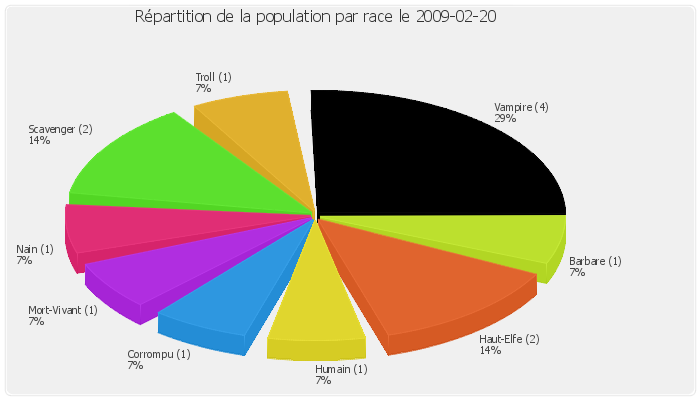 Répartition de la population par race le 2009-02-20
Troll (1)
7%
Vampire (4)
29%
Scavenger (2)
14%
Nain (1)
7%
Barbare (1)
7%
Mort-Vivant (1)
7%
Haut-Elfe (2)
14%
Corrompu (1)
7%
Humain (1)
7%